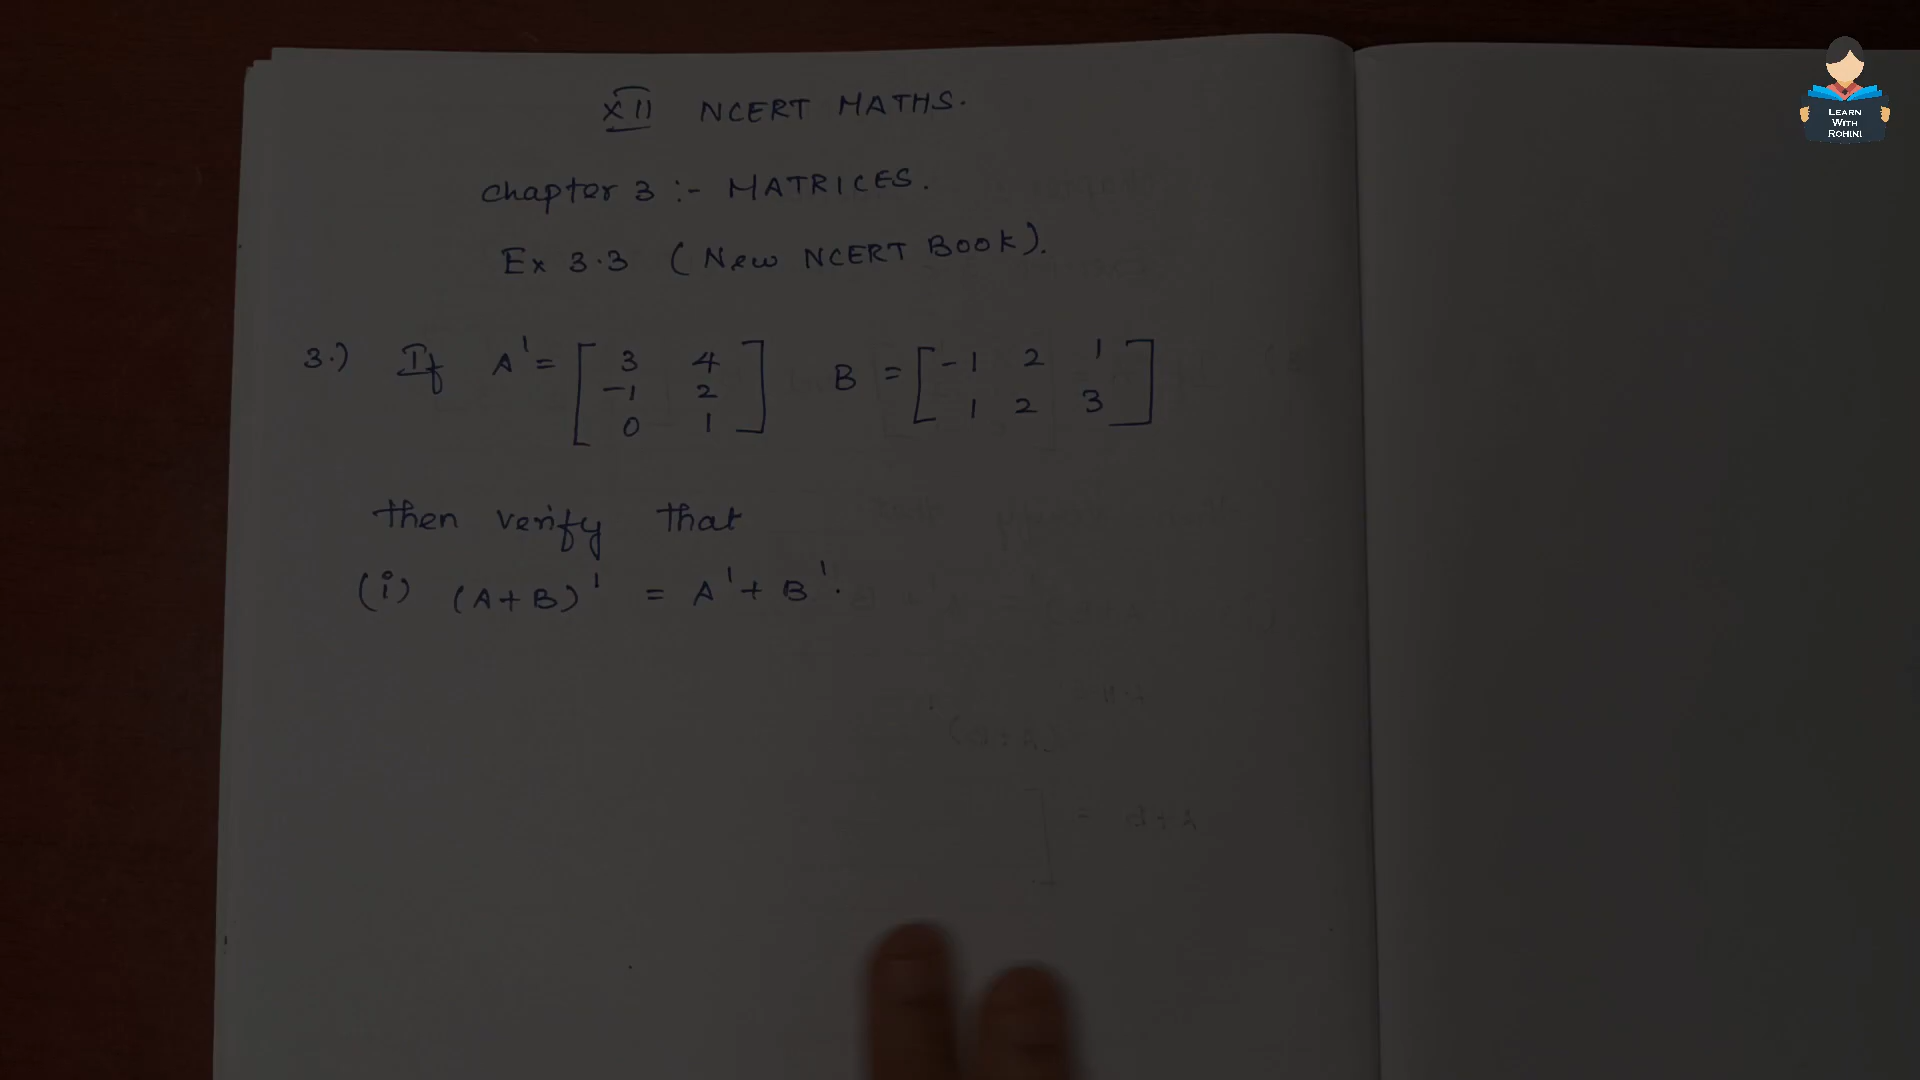 XII NCERT MATHS.
Chapter 3 :- MATRICES.
Ex 3.3 (New NCERT Book).
3.) If A' = [ 3 4 B = [ -1 2 1
-1 2 1 2 3 ]
0 1 ]
then verify that
(i) (A+B)' = A'+ B'.
LEARN
WITH
ROHINI